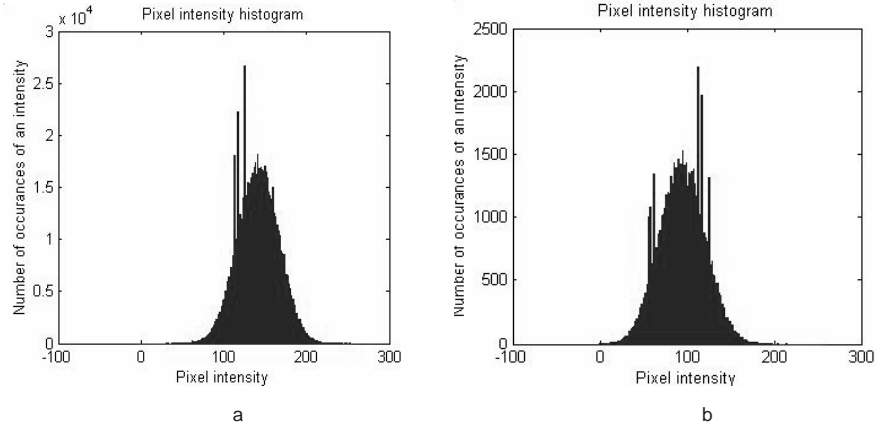 Pixel intensity histogram
x 10⁴
3
2.5
2
1.5
1
0.5
0
-100
0
100
200
300
Number of occurances of an intensity
Pixel intensity
a
Pixel intensity histogram
2500
2000
1500
1000
500
0
-100
0
100
200
300
Number of occurances of an intensity
Pixel intensity
b